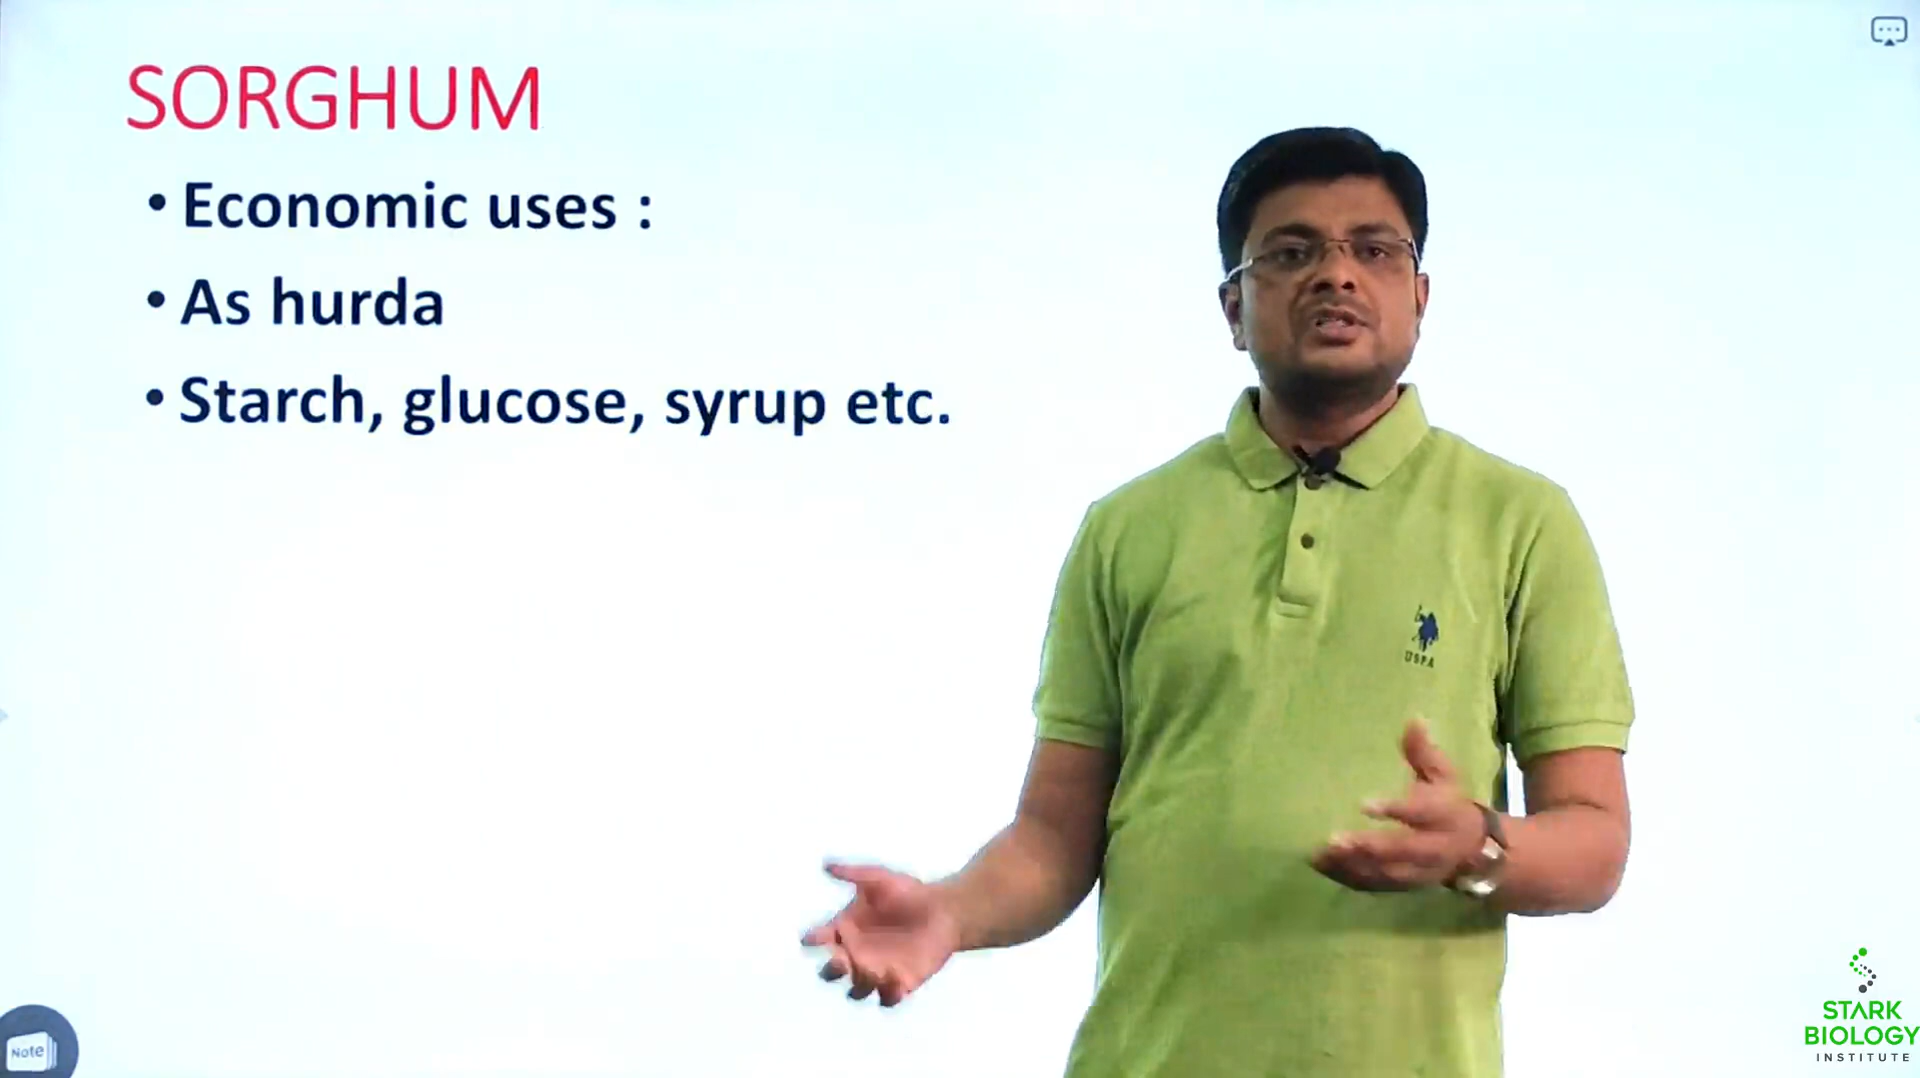 SORGHUM
• Economic uses :
• As hurda
• Starch, glucose, syrup etc.
USPA
Note
STARK
BIOLOGY
INSTITUTE